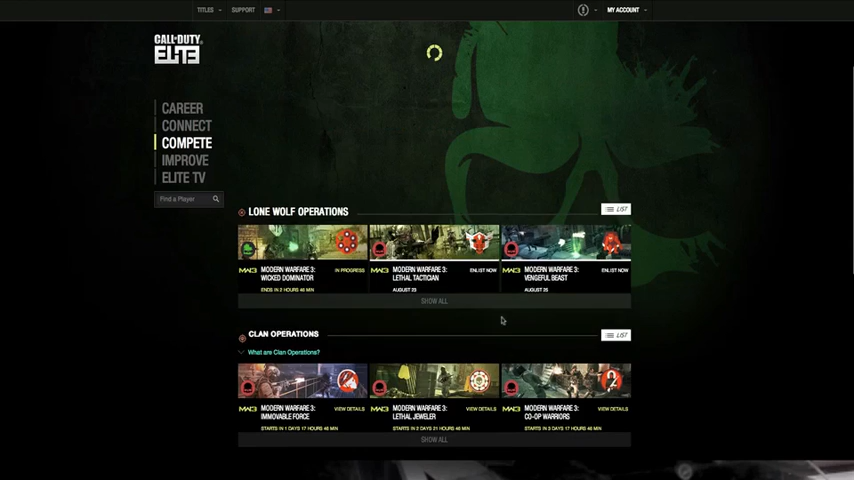 TITLES
SUPPORT
MY ACCOUNT
CALL OF DUTY
ELITE
CAREER
CONNECT
COMPETE
IMPROVE
ELITE TV
Find a Player
LONE WOLF OPERATIONS
LIST
MW3
MODERN WARFARE 3:
WICKED DOMINATOR
IN PROGRESS
ENDS IN 2 HOURS 46 MIN
MW3
MODERN WARFARE 3:
LETHAL TACTICIAN
ENLIST NOW
AUGUST 23
MW3
MODERN WARFARE 3:
VENGEFUL BEAST
ENLIST NOW
AUGUST 25
SHOW ALL
CLAN OPERATIONS
LIST
What are Clan Operations?
MW3
MODERN WARFARE 3:
IMMOVABLE FORCE
VIEW DETAILS
STARTS IN 1 DAYS 17 HOURS 46 MIN
MW3
MODERN WARFARE 3:
LETHAL JEWELER
VIEW DETAILS
STARTS IN 2 DAYS 21 HOURS 46 MIN
MW3
MODERN WARFARE 3:
CO-OP WARRIORS
VIEW DETAILS
STARTS IN 3 DAYS 17 HOURS 46 MIN
SHOW ALL